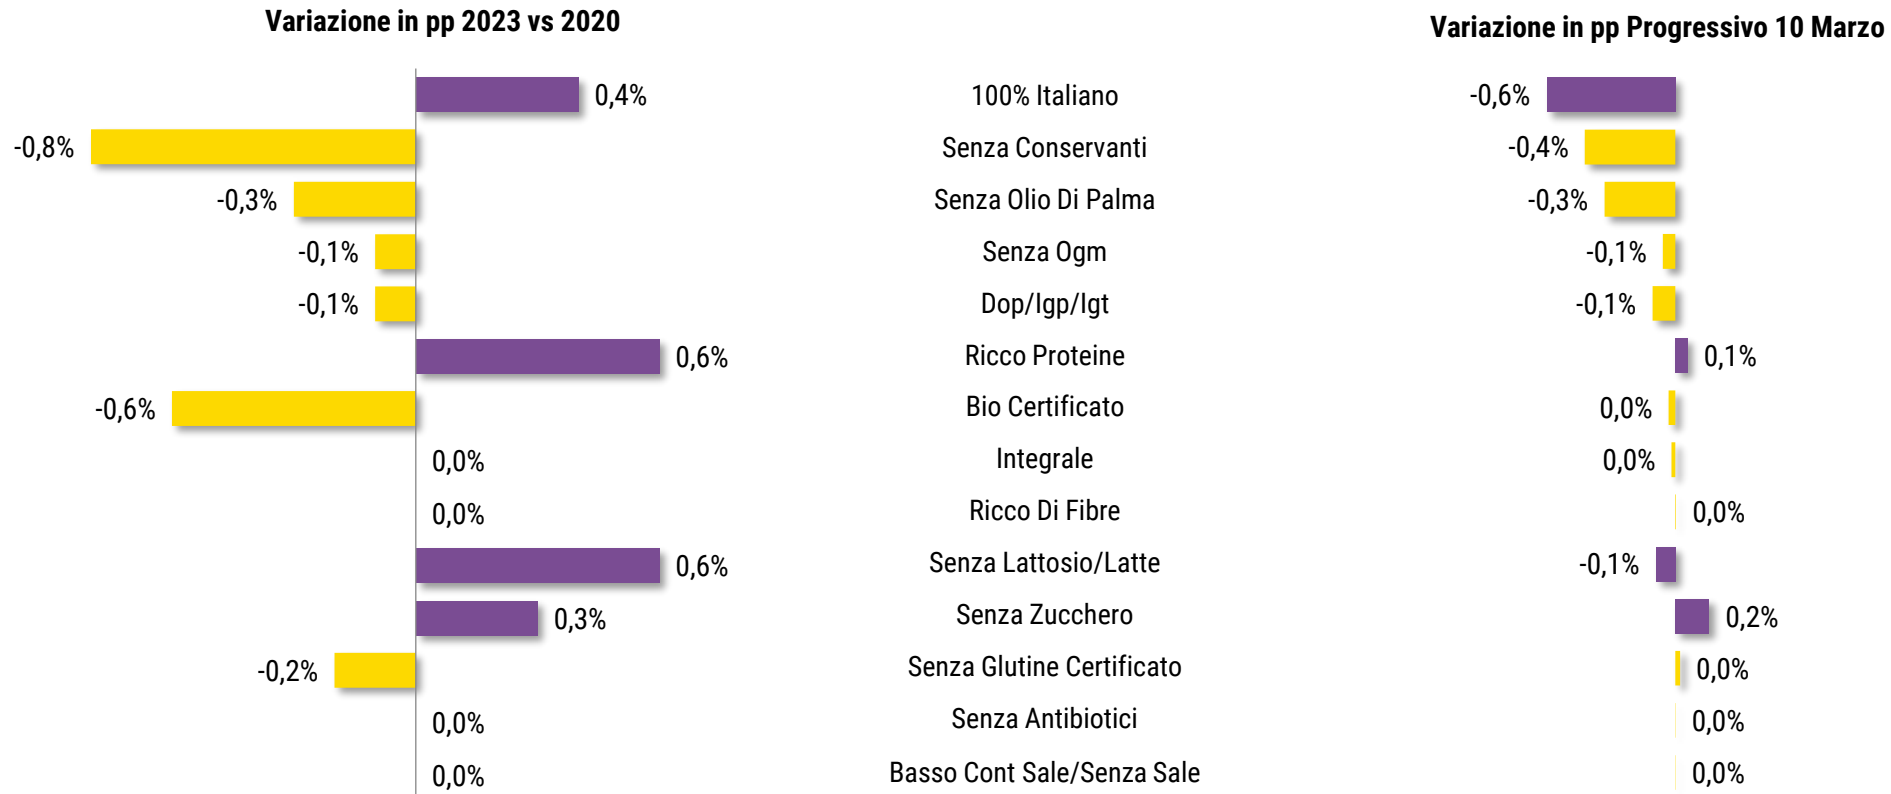 Variazione in pp 2023 vs 2020
Variazione in pp Progressivo 10 Marzo
0,4% 100% Italiano -0,6%
-0,8% Senza Conservanti -0,4%
-0,3% Senza Olio Di Palma -0,3%
-0,1% Senza Ogm -0,1%
-0,1% Dop/Igp/Igt -0,1%
0,6% Ricco Proteine 0,1%
-0,6% Bio Certificato 0,0%
0,0% Integrale 0,0%
0,0% Ricco Di Fibre 0,0%
0,6% Senza Lattosio/Latte -0,1%
0,3% Senza Zucchero 0,2%
-0,2% Senza Glutine Certificato 0,0%
0,0% Senza Antibiotici 0,0%
0,0% Basso Cont Sale/Senza Sale 0,0%